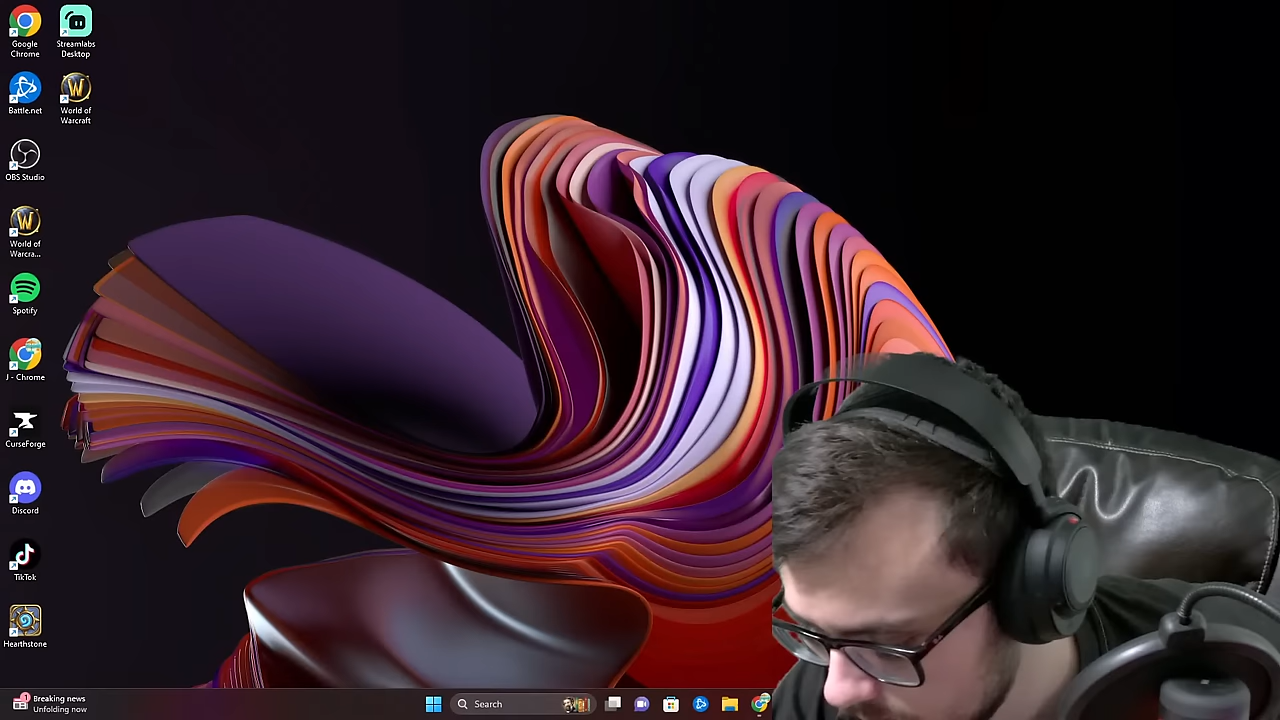 Google
Chrome
Streamlabs
Desktop
Battle.net
World of
Warcraft
OBS Studio
World of
Warcra...
Spotify
J - Chrome
CurseForge
Discord
TikTok
Hearthstone
1
Breaking news
Unfolding now
Search